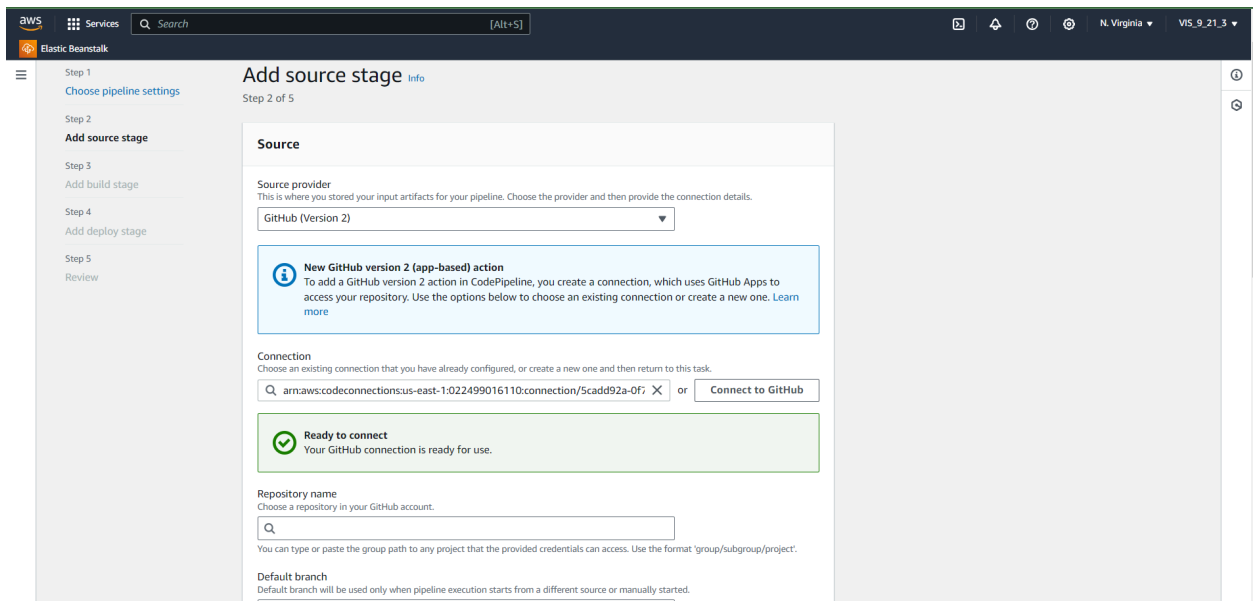 aws
Services
Search
[Alt+S]
N. Virginia
VIS_9_21_3
Elastic Beanstalk
Step 1
Choose pipeline settings
Step 2
Add source stage
Step 3
Add build stage
Step 4
Add deploy stage
Step 5
Review
Add source stage Info
Step 2 of 5
Source
Source provider
This is where you stored your input artifacts for your pipeline. Choose the provider and then provide the connection details.
GitHub (Version 2)
New GitHub version 2 (app-based) action
To add a GitHub version 2 action in CodePipeline, you create a connection, which uses GitHub Apps to
access your repository. Use the options below to choose an existing connection or create a new one. Learn
more
Connection
Choose an existing connection that you have already configured, or create a new one and then return to this task.
arn:aws:codeconnections:us-east-1:022499016110:connection/5cadd92a-0f7
or
Connect to GitHub
Ready to connect
Your GitHub connection is ready for use.
Repository name
Choose a repository in your GitHub account.
You can type or paste the group path to any project that the provided credentials can access. Use the format 'group/subgroup/project'.
Default branch
Default branch will be used only when pipeline execution starts from a different source or manually started.